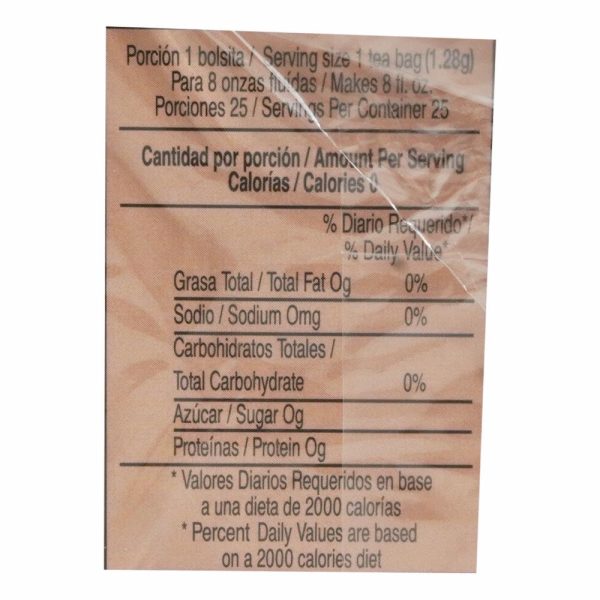 Porción 1 bolsita / Serving size 1 tea bag (1.28g)
Para 8 onzas fluidas / Makes 8 fl. oz.
Porciones 25 / Servings Per Container 25
Cantidad por porción / Amount Per Serving
Calorías / Calories 0
% Diario Requerido*/
% Daily Value*
Grasa Total / Total Fat 0g 0%
Sodio / Sodium 0mg 0%
Carbohidratos Totales /
Total Carbohydrate 0%
Azúcar / Sugar 0g
Proteínas / Protein 0g
* Valores Diarios Requeridos en base
a una dieta de 2000 calorías
* Percent Daily Values are based
on a 2000 calories diet